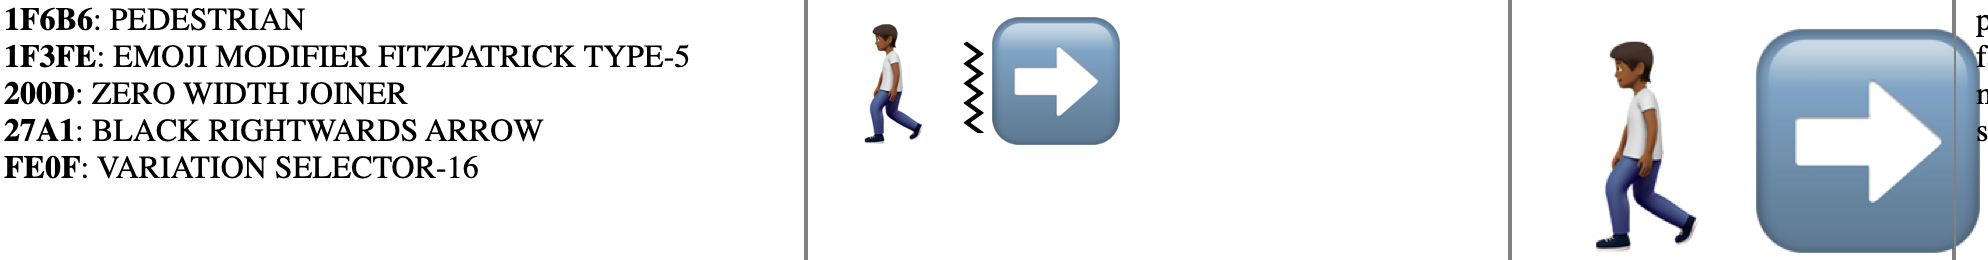 1F6B6: PEDESTRIAN
1F3FE: EMOJI MODIFIER FITZPATRICK TYPE-5
200D: ZERO WIDTH JOINER
27A1: BLACK RIGHTWARDS ARROW
FE0F: VARIATION SELECTOR-16